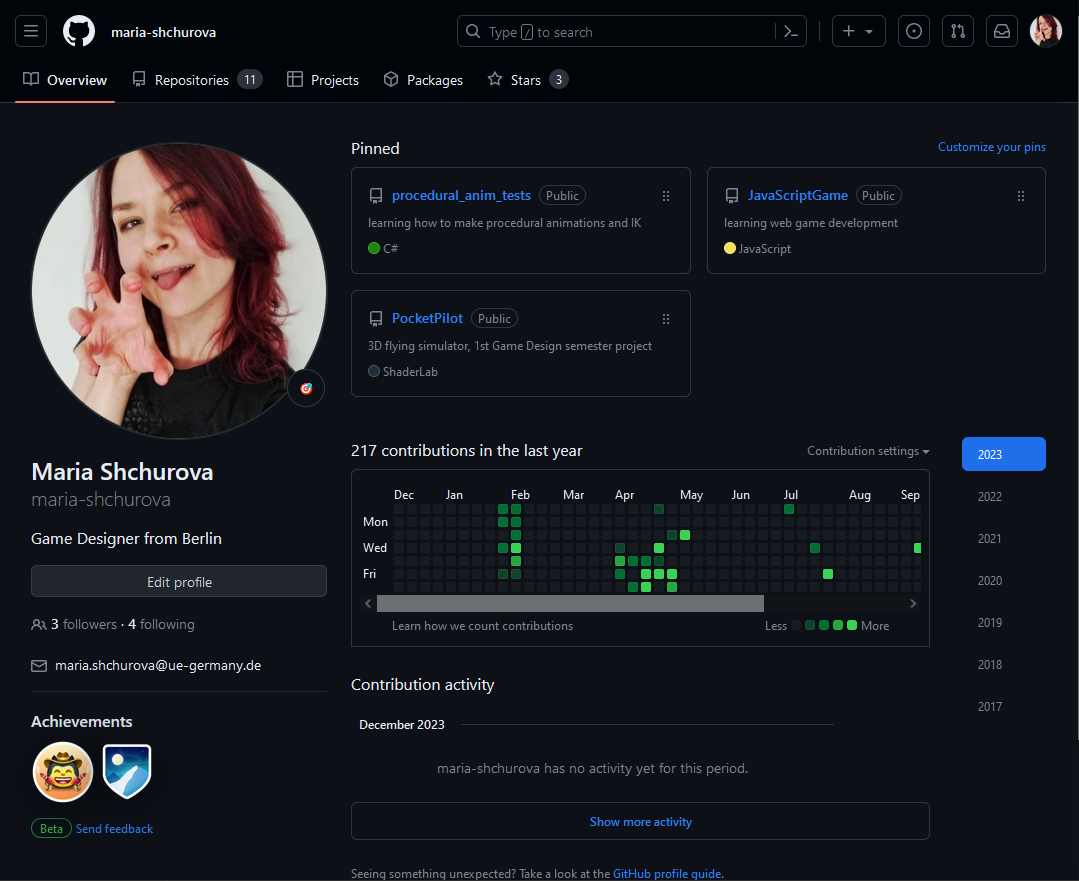 maria-shchurova
Type / to search
Overview
Repositories 11
Projects
Packages
Stars 3
Maria Shchurova
maria-shchurova
Game Designer from Berlin
Edit profile
3 followers · 4 following
maria.shchurova@ue-germany.de
Achievements
Beta Send feedback
Pinned
Customize your pins
procedural_anim_tests Public
learning how to make procedural animations and IK
C#
JavaScriptGame Public
learning web game development
JavaScript
PocketPilot Public
3D flying simulator, 1st Game Design semester project
ShaderLab
217 contributions in the last year
Contribution settings
Dec Jan Feb Mar Apr May Jun Jul Aug Sep
Mon
Wed
Fri
Learn how we count contributions
Less More
2023
2022
2021
2020
2019
2018
2017
Contribution activity
December 2023
maria-shchurova has no activity yet for this period.
Show more activity
Seeing something unexpected? Take a look at the GitHub profile guide.